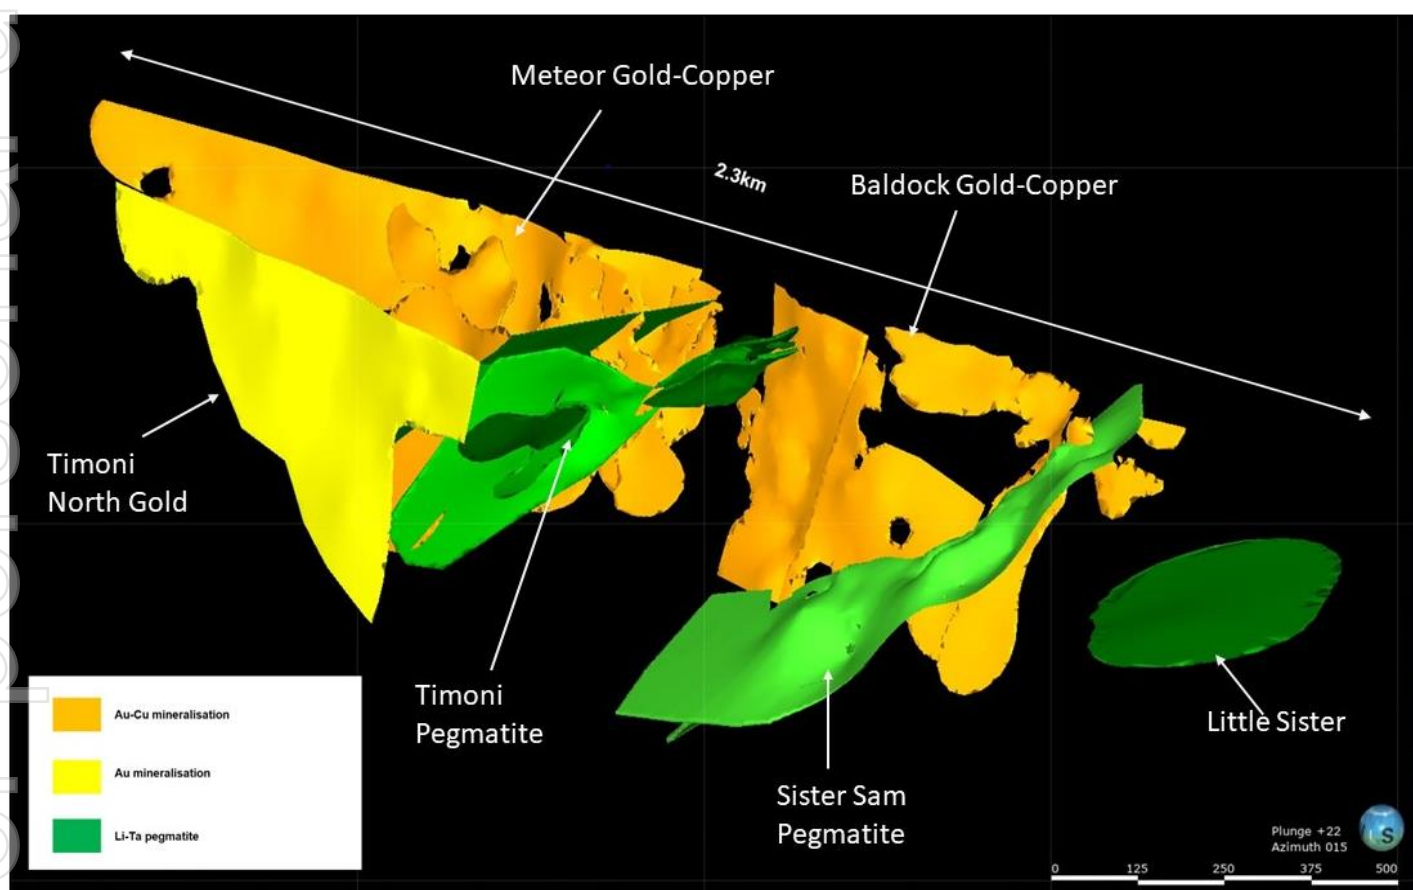 Meteor Gold-Copper
2.3km
Baldock Gold-Copper
Timoni
North Gold
Timoni
Pegmatite
Sister Sam
Pegmatite
Little Sister
Au-Cu mineralisation
Au mineralisation
Li-Ta pegmatite
Plunge +22
Azimuth 015
0 125 250 375 500